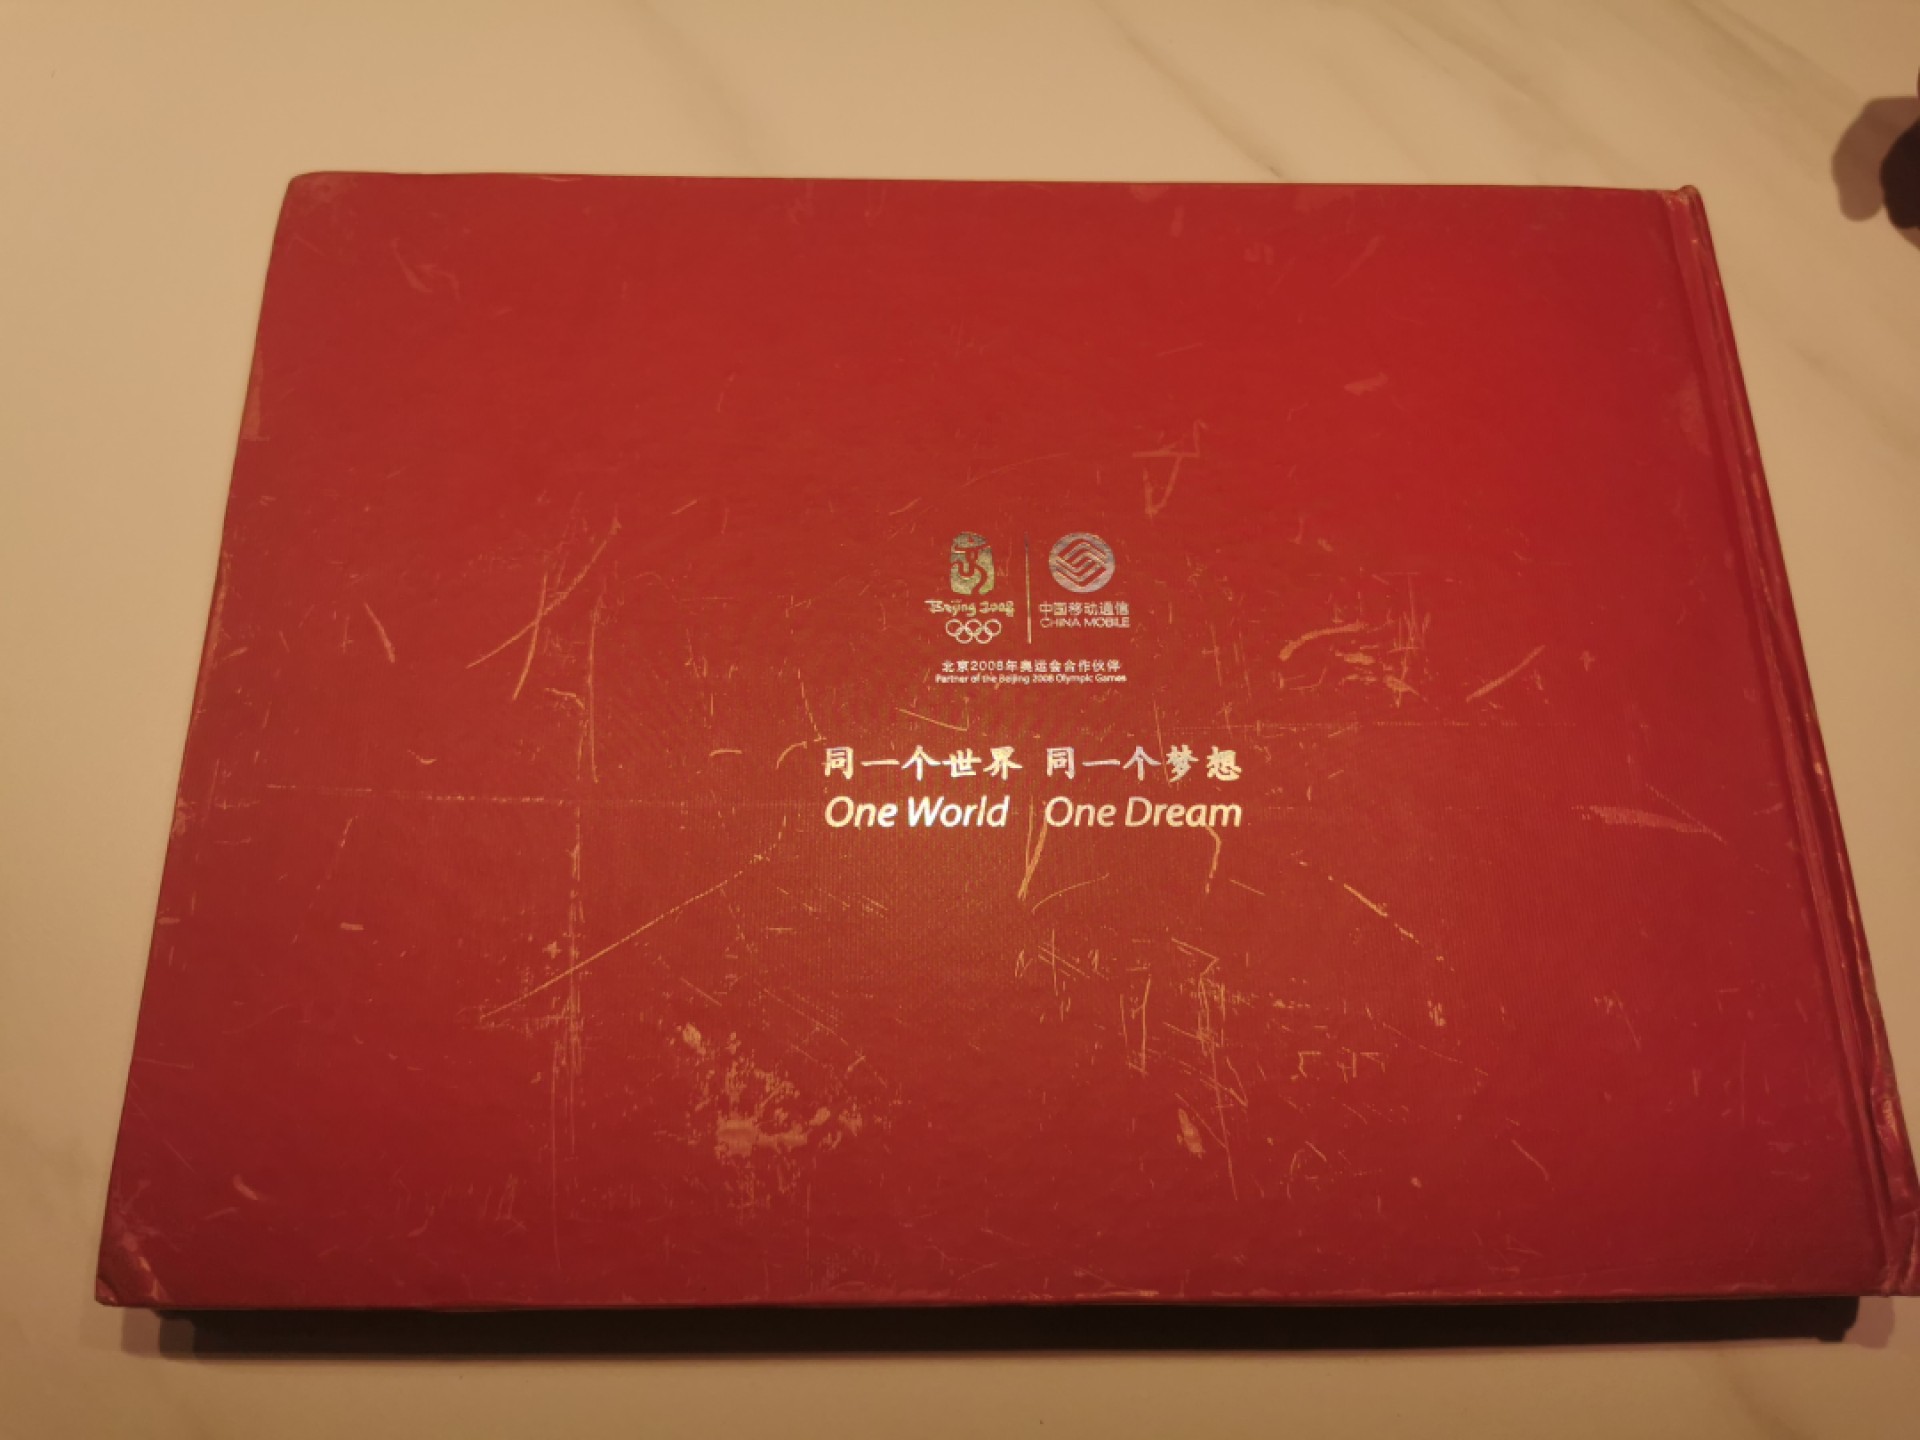 Beijing 2008
中国移动通信
CHINA MOBILE
北京2008年奥运会合作伙伴
Partner of the Beijing 2008 Olympic Games
同一个世界 同一个梦想
One World One Dream